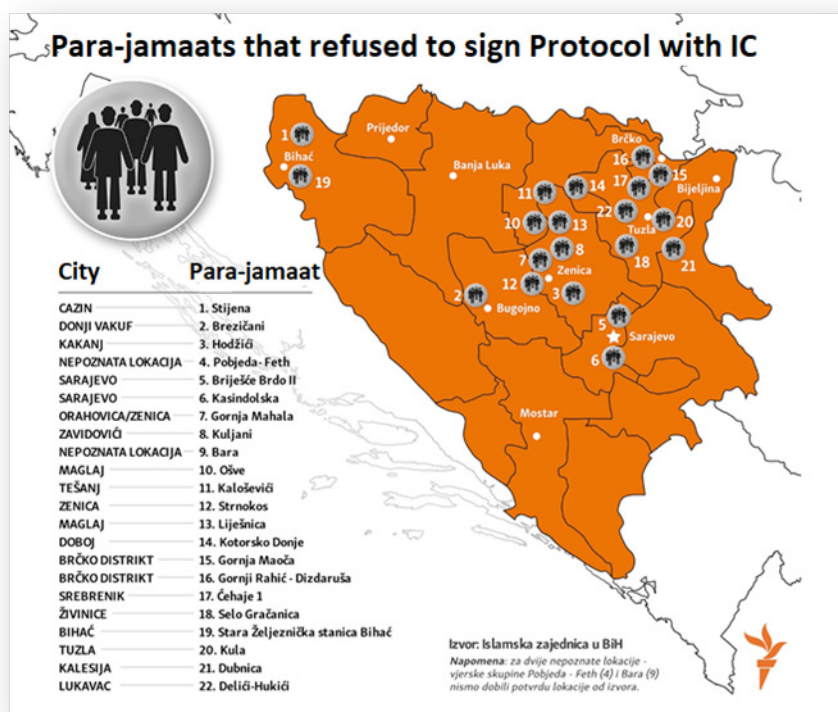 Para-jamaats that refused to sign Protocol with IC
City Para-jamaat
CAZIN 1. Stijena
DONJI VAKUF 2. Brezičani
KAKANJ 3. Hodžići
NEPOZNATA LOKACIJA 4. Pobjeda- Feth
SARAJEVO 5. Briješće Brdo II
SARAJEVO 6. Kasindolska
ORAHOVICA/ZENICA 7. Gornja Mahala
ZAVIDOVIĆI 8. Kuljani
NEPOZNATA LOKACIJA 9. Bara
MAGLAJ 10. Ošve
TEŠANJ 11. Kaloševići
ZENICA 12. Strnokos
MAGLAJ 13. Liješnica
DOBOJ 14. Kotorsko Donje
BRČKO DISTRIKT 15. Gornja Maoča
BRČKO DISTRIKT 16. Gornji Rahić - Dizdaruša
SREBRENIK 17. Ćehaje 1
ŽIVINICE 18. Selo Gračanica
BIHAĆ 19. Stara Željeznička stanica Bihać
TUZLA 20. Kula
KALESIJA 21. Dubnica
LUKAVAC 22. Delići-Hukići
1
Bihać
19
Prijedor
Banja Luka
Brčko
16
15
17
Bijeljina
14
11
22
20
Tuzla
10
13
18
21
8
7
Zenica
12
3
2
Bugojno
5
Sarajevo
6
Mostar
Izvor: Islamska zajednica u BiH
Napomena: za dvije nepoznate lokacije -
vjerske skupine Pobjeda - Feth (4) i Bara (9)
nismo dobili potvrdu lokacije od izvora.